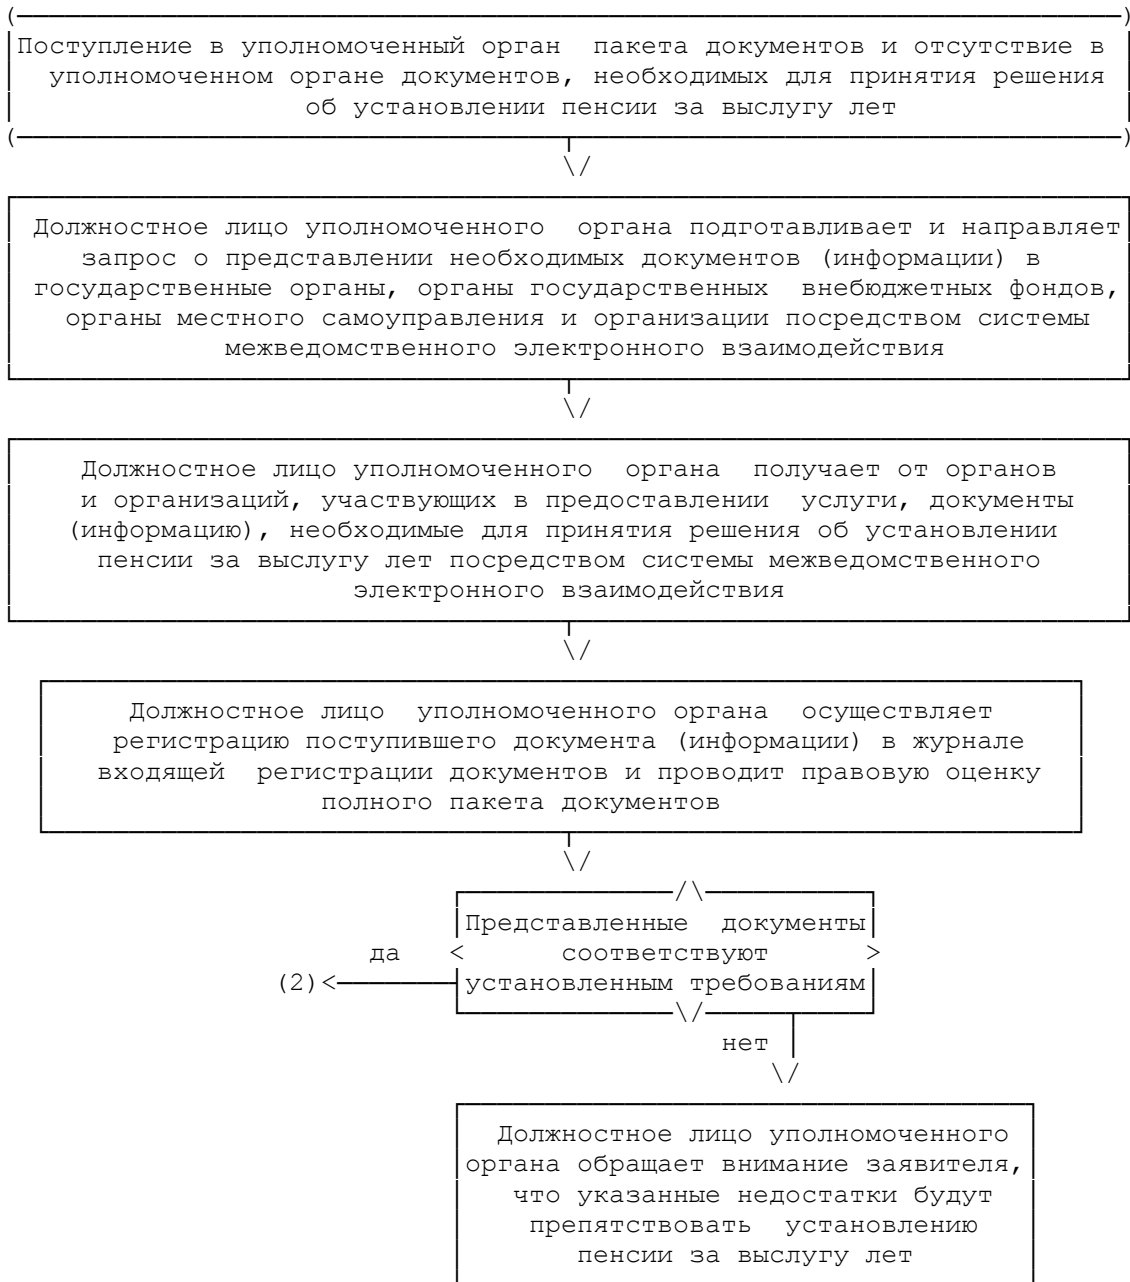 Поступление в уполномоченный орган  пакета документов и отсутствие в
уполномоченном органе документов, необходимых для принятия решения
об установлении пенсии за выслугу лет
Должностное лицо уполномоченного  органа подготавливает и направляет
запрос о представлении необходимых документов (информации) в
государственные органы, органы государственных  внебюджетных фондов,
органы местного самоуправления и организации посредством системы
межведомственного электронного взаимодействия
Должностное лицо уполномоченного  органа  получает от органов
и организаций, участвующих в предоставлении  услуги, документы
(информацию), необходимые для принятия решения об установлении
пенсии за выслугу лет посредством системы межведомственного
электронного взаимодействия
Должностное лицо  уполномоченного органа  осуществляет
регистрацию поступившего документа (информации) в журнале
входящей  регистрации документов и проводит правовую оценку
полного пакета документов
Представленные  документы
да < соответствуют >
(2)< установленным требованиям
нет
Должностное лицо уполномоченного
органа обращает внимание заявителя,
что указанные недостатки будут
препятствовать  установлению
пенсии за выслугу лет